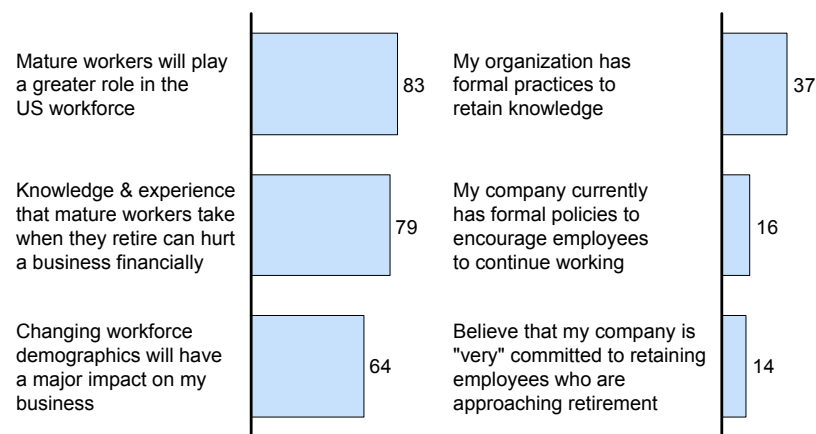 Mature workers will play
a greater role in the
US workforce
83
Knowledge & experience
that mature workers take
when they retire can hurt
a business financially
79
Changing workforce
demographics will have
a major impact on my
business
64
My organization has
formal practices to
retain knowledge
37
My company currently
has formal policies to
encourage employees
to continue working
16
Believe that my company is
"very" committed to retaining
employees who are
approaching retirement
14